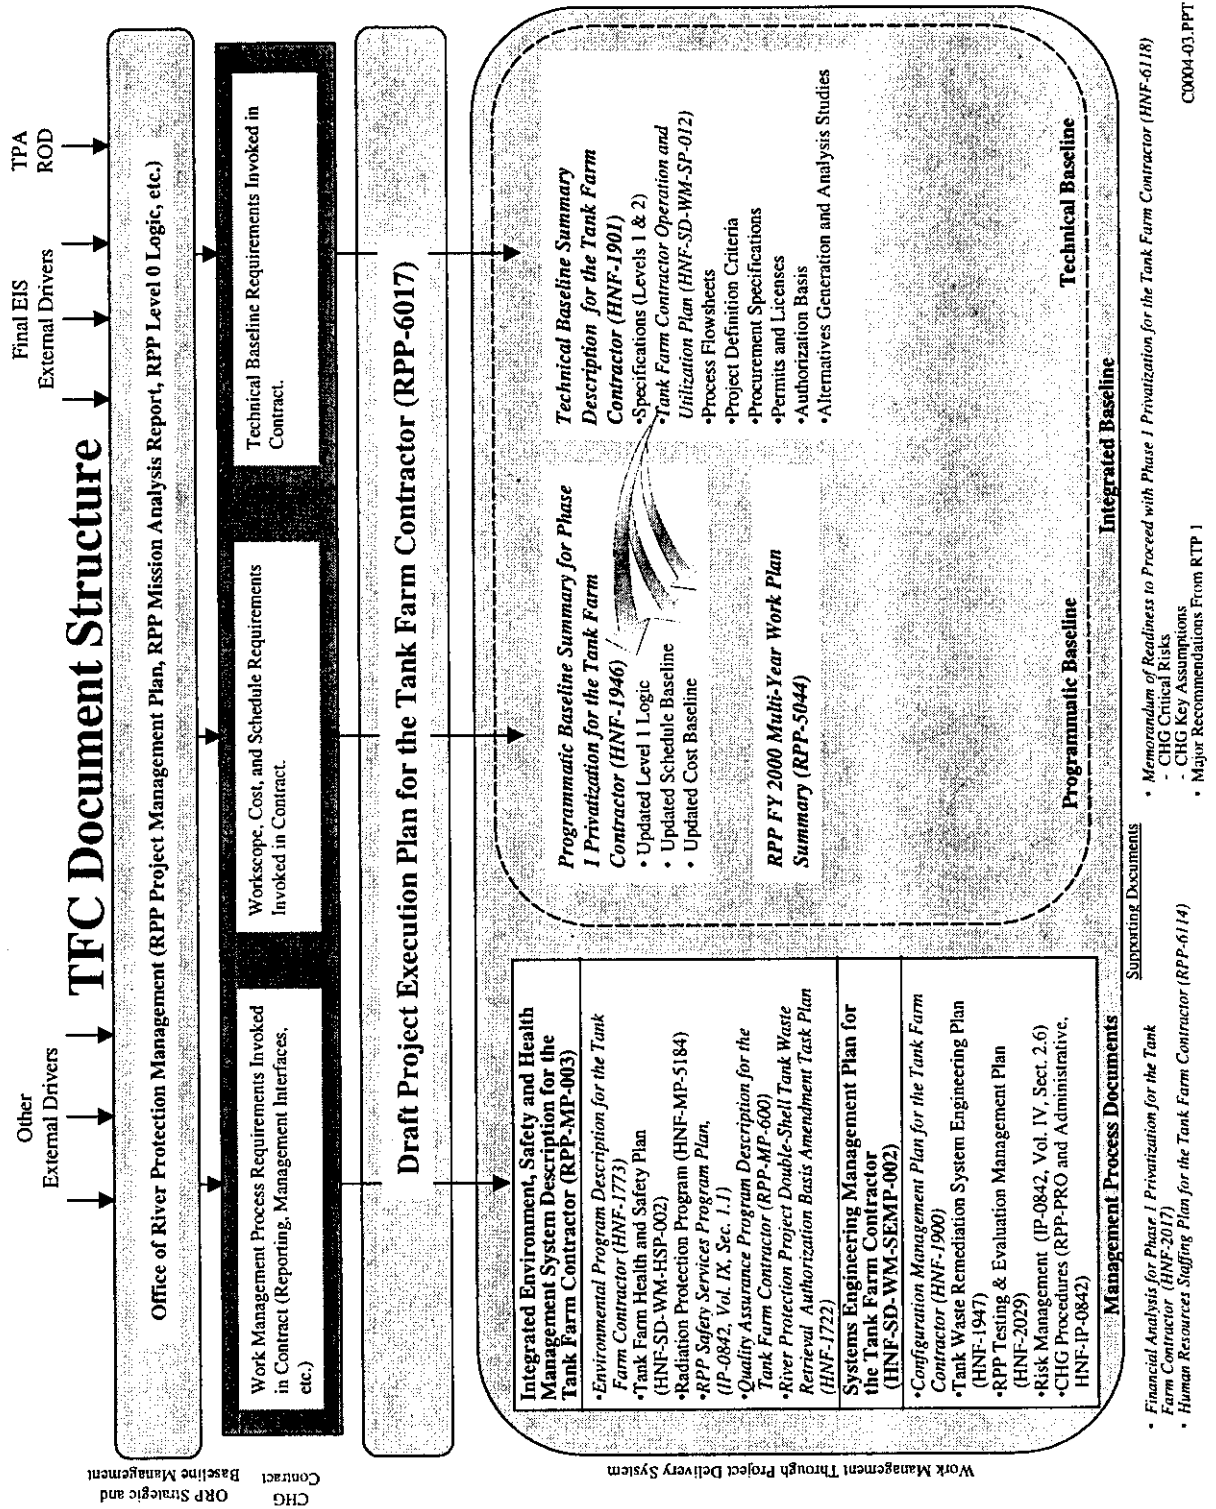 TFC Document Structure
Other
External Drivers
Final EIS
External Drivers
TPA
ROD
ORP Strategic and
Baseline Management
Office of River Protection Management (RPP Project Management Plan, RPP Mission Analysis Report, RPP Level 0 Logic, etc.)
CHG
Contract
Work Management Process Requirements Invoked
in Contract (Reporting, Management Interfaces,
etc.)
Workscope, Cost, and Schedule Requirements
Invoked in Contract.
Technical Baseline Requirements Invoked in
Contract.
Draft Project Execution Plan for the Tank Farm Contractor (RPP-6017)
Work Management Through Project Delivery System
Integrated Environment, Safety and Health
Management System Description for the
Tank Farm Contractor (RPP-MP-003)
•Environmental Program Description for the Tank
Farm Contractor (HNF-1773)
•Tank Farm Health and Safety Plan
(HNF-SD-WM-HSP-002)
•Radiation Protection Program (HNF-MP-5184)
•RPP Safety Services Program Plan,
(IP-0842, Vol. IX, Sec. 1.1)
•Quality Assurance Program Description for the
Tank Farm Contractor (RPP-MP-600)
•River Protection Project Double-Shell Tank Waste
Retrieval Authorization Basis Amendment Task Plan
(HNF-1722)
Systems Engineering Management Plan for
the Tank Farm Contractor
(HNF-SD-WM-SEMP-002)
•Configuration Management Plan for the Tank Farm
Contractor (HNF-1900)
•Tank Waste Remediation System Engineering Plan
(HNF-1947)
•RPP Testing & Evaluation Management Plan
(HNF-2029)
•Risk Management (IP-0842, Vol. IV, Sect. 2.6)
•CHG Procedures (RPP-PRO and Administrative,
HNF-IP-0842)
Management Process Documents
Programmatic Baseline Summary for Phase
1 Privatization for the Tank Farm
Contractor (HNF-1946)
• Updated Level 1 Logic
• Updated Schedule Baseline
• Updated Cost Baseline
RPP FY 2000 Multi-Year Work Plan
Summary (RPP-5044)
Programmatic Baseline
Technical Baseline Summary
Description for the Tank Farm
Contractor (HNF-1901)
•Specifications (Levels 1 & 2)
•Tank Farm Contractor Operation and
Utilization Plan (HNF-SD-WM-SP-012)
•Process Flowsheets
•Project Definition Criteria
•Procurement Specifications
•Permits and Licenses
•Authorization Basis
•Alternatives Generation and Analysis Studies
Technical Baseline
Integrated Baseline
Supporting Documents
• Financial Analysis for Phase 1 Privatization for the Tank
Farm Contractor (HNF-2017)
• Human Resources Staffing Plan for the Tank Farm Contractor (RPP-6114)
• Memorandum of Readiness to Proceed with Phase 1 Privatization for the Tank Farm Contractor (HNF-6118)
- CHG Critical Risks
- CHG Key Assumptions
• Major Recommendations From RTP 1
C0004-03.PPT